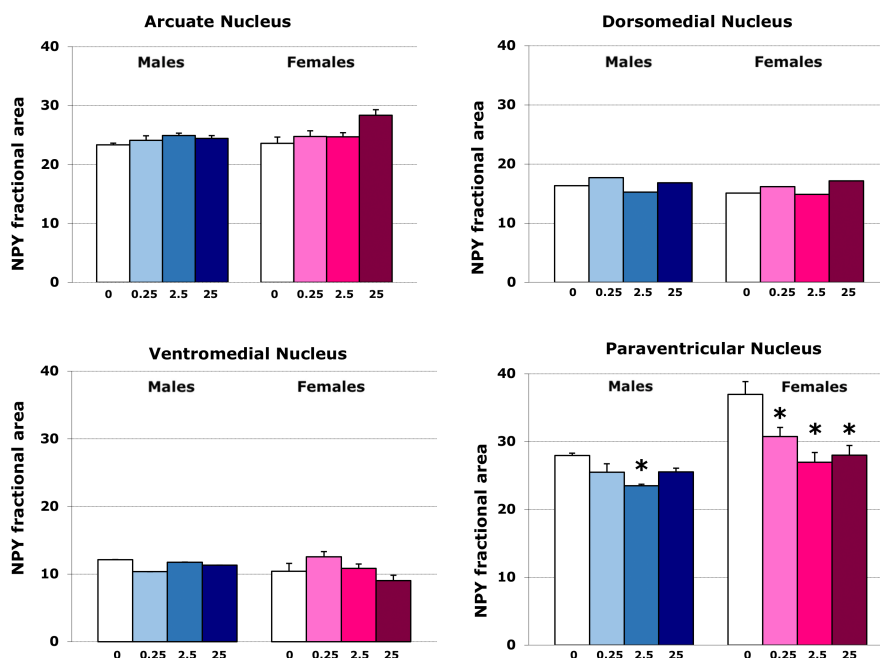 Arcuate Nucleus
NPY fractional area
40
30
20
10
0
Males
Females
0 0.25 2.5 25 0 0.25 2.5 25
Dorsomedial Nucleus
NPY fractional area
40
30
20
10
0
Males
Females
0 0.25 2.5 25 0 0.25 2.5 25
Ventromedial Nucleus
NPY fractional area
40
30
20
10
0
Males
Females
0 0.25 2.5 25 0 0.25 2.5 25
Paraventricular Nucleus
NPY fractional area
40
30
20
10
0
Males
Females
*
* * *
0 0.25 2.5 25 0 0.25 2.5 25